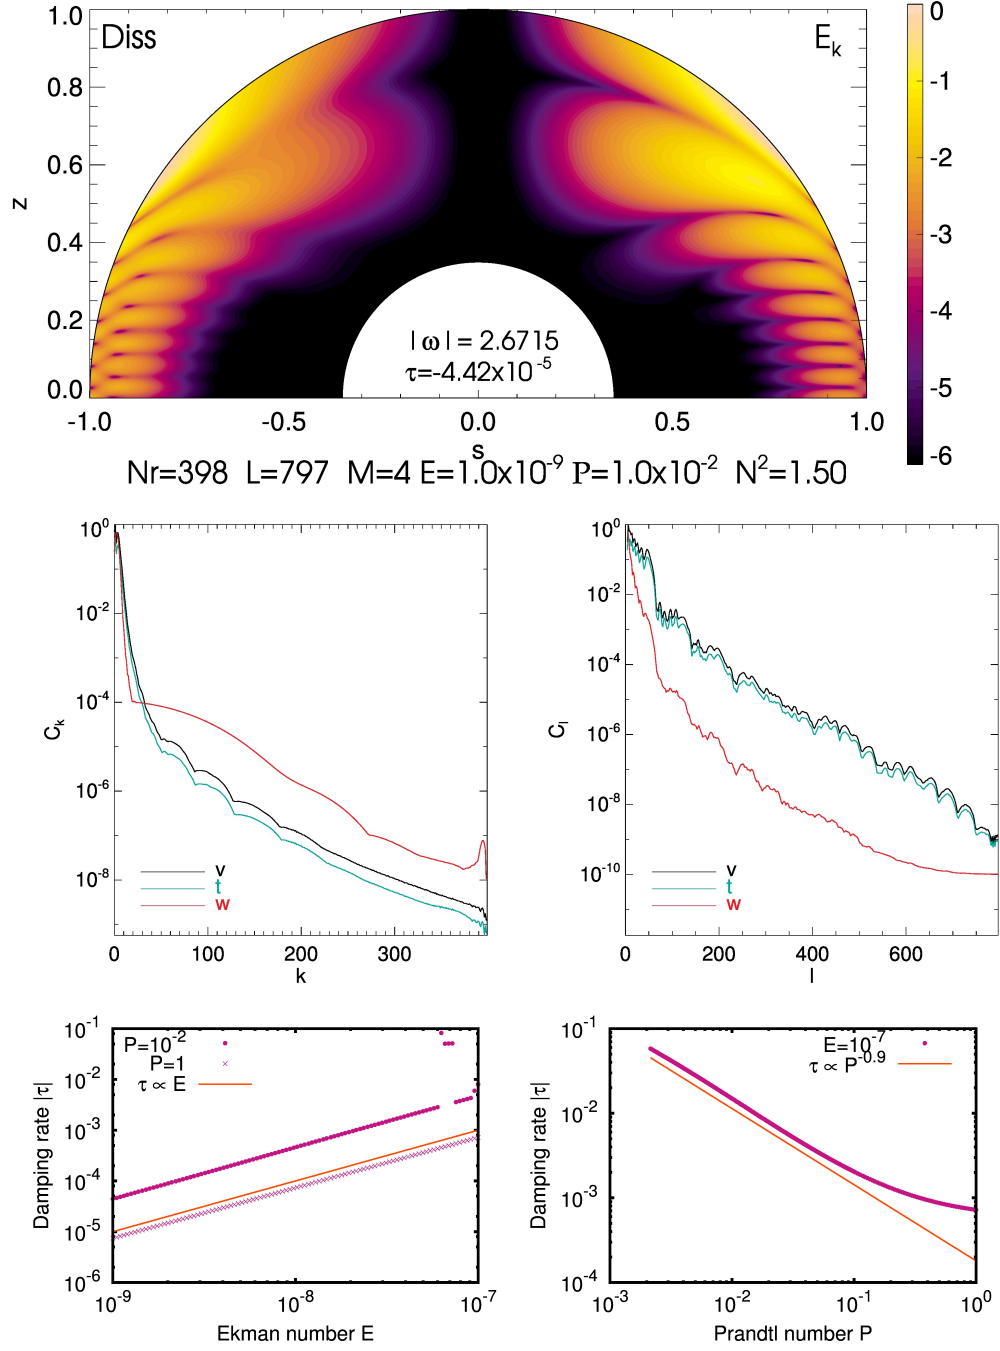 Diss
E_k
z
1.0
0.8
0.6
0.4
0.2
0.0
|ω|= 2.6715
τ=-4.42x10^-5
-1.0 -0.5 0.0 0.5 1.0
s
0
-1
-2
-3
-4
-5
-6
Nr=398 L=797 M=4 E=1.0x10^-9 P=1.0x10^-2 N^2=1.50
C_k
10^0
10^-2
10^-4
10^-6
10^-8
v
t
w
0 100 200 300
k
C_l
10^0
10^-2
10^-4
10^-6
10^-8
10^-10
v
t
w
0 200 400 600
l
Damping rate |τ|
10^-1
10^-2
10^-3
10^-4
10^-5
10^-6
P=10^-2
P=1
τ ∝ E
10^-9 10^-8 10^-7
Ekman number E
Damping rate |τ|
10^-1
10^-2
10^-3
10^-4
E=10^-7
τ ∝ P^-0.9
10^-3 10^-2 10^-1 10^0
Prandtl number P